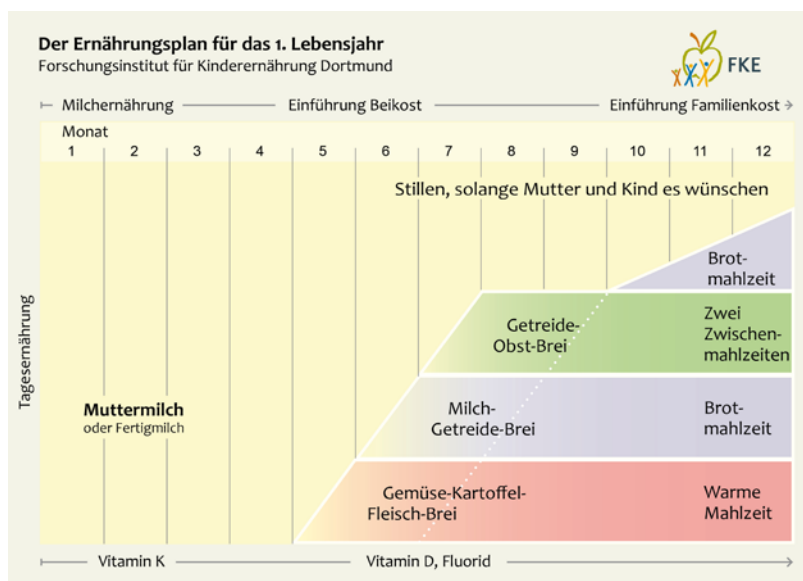 Der Ernährungsplan für das 1. Lebensjahr
Forschungsinstitut für Kinderernährung Dortmund
FKE
Milchernährung
Einführung Beikost
Einführung Familienkost
Monat
1 2 3 4 5 6 7 8 9 10 11 12
Stillen, solange Mutter und Kind es wünschen
Brot-
mahlzeit
Getreide-
Obst-Brei
Zwei
Zwischen-
mahlzeiten
Tagesernährung
Muttermilch
oder Fertigmilch
Milch-
Getreide-Brei
Brot-
mahlzeit
Gemüse-Kartoffel-
Fleisch-Brei
Warme
Mahlzeit
Vitamin K
Vitamin D, Fluorid